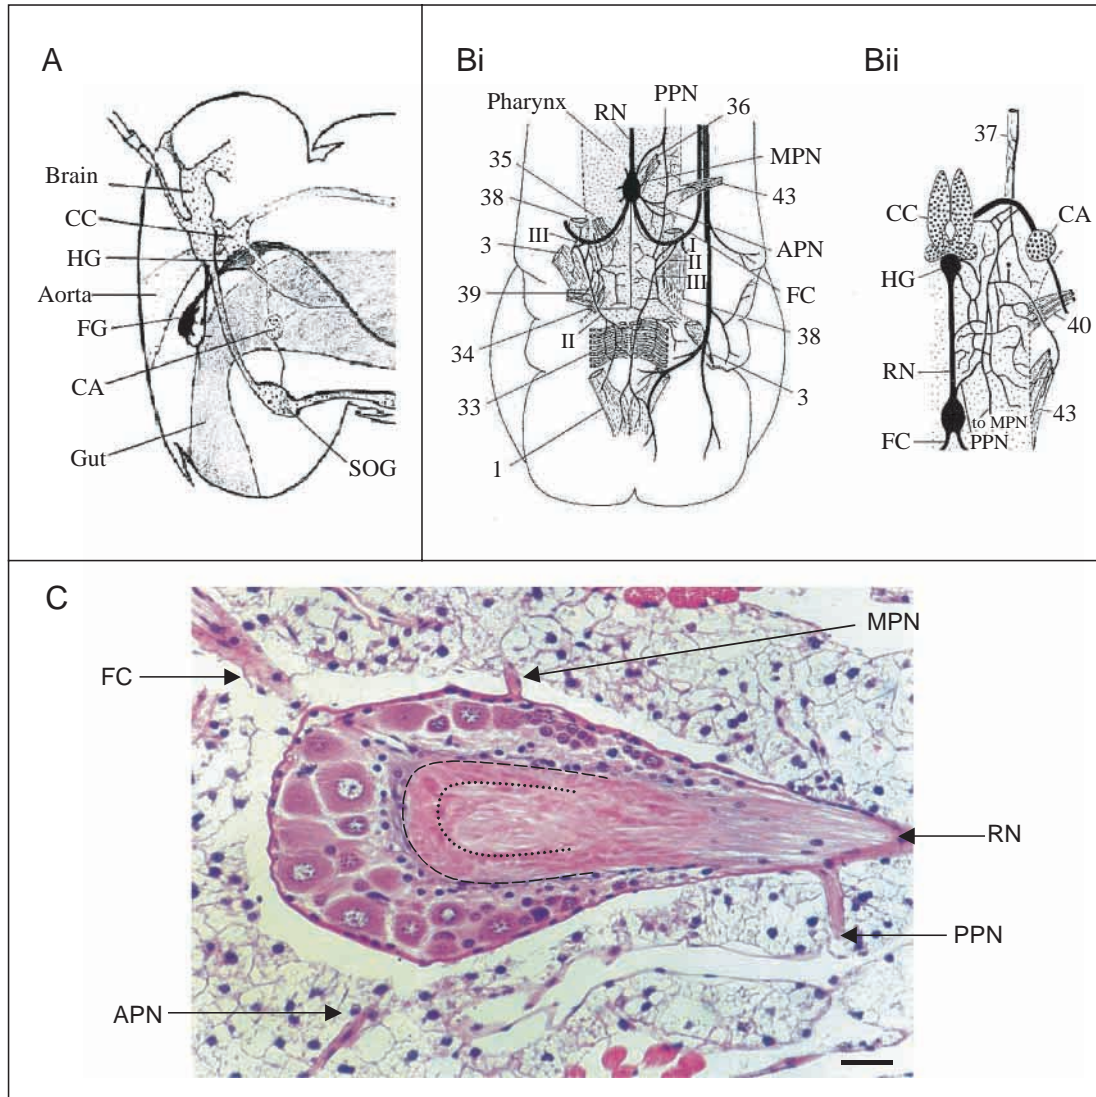 A
Brain
CC
HG
Aorta
FG
CA
Gut
SOG
Bi
Pharynx
RN
PPN
36
35
MPN
38
43
3
III
I
APN
II
III
39
FC
34
38
II
33
3
1
Bii
37
CC
CA
HG
40
RN
43
to MPN
FC
PPN
C
MPN
FC
RN
PPN
APN